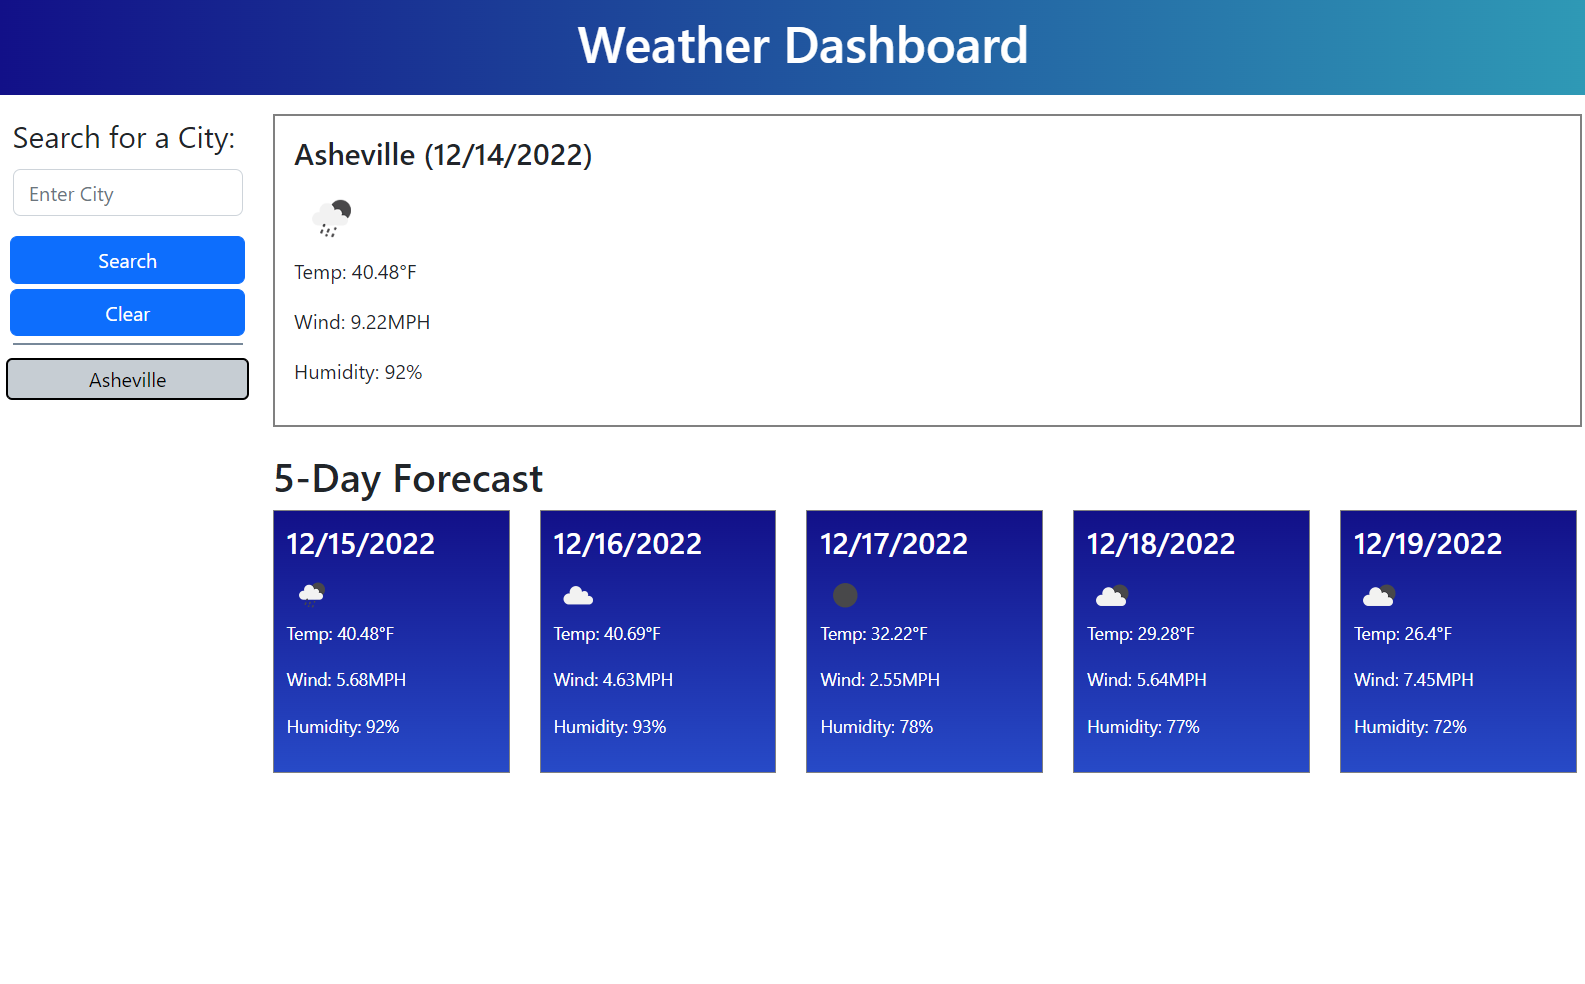 Weather Dashboard
Search for a City:
Enter City
Search
Clear
Asheville
Asheville (12/14/2022)
Temp: 40.48°F
Wind: 9.22MPH
Humidity: 92%
5-Day Forecast
12/15/2022
Temp: 40.48°F
Wind: 5.68MPH
Humidity: 92%
12/16/2022
Temp: 40.69°F
Wind: 4.63MPH
Humidity: 93%
12/17/2022
Temp: 32.22°F
Wind: 2.55MPH
Humidity: 78%
12/18/2022
Temp: 29.28°F
Wind: 5.64MPH
Humidity: 77%
12/19/2022
Temp: 26.4°F
Wind: 7.45MPH
Humidity: 72%